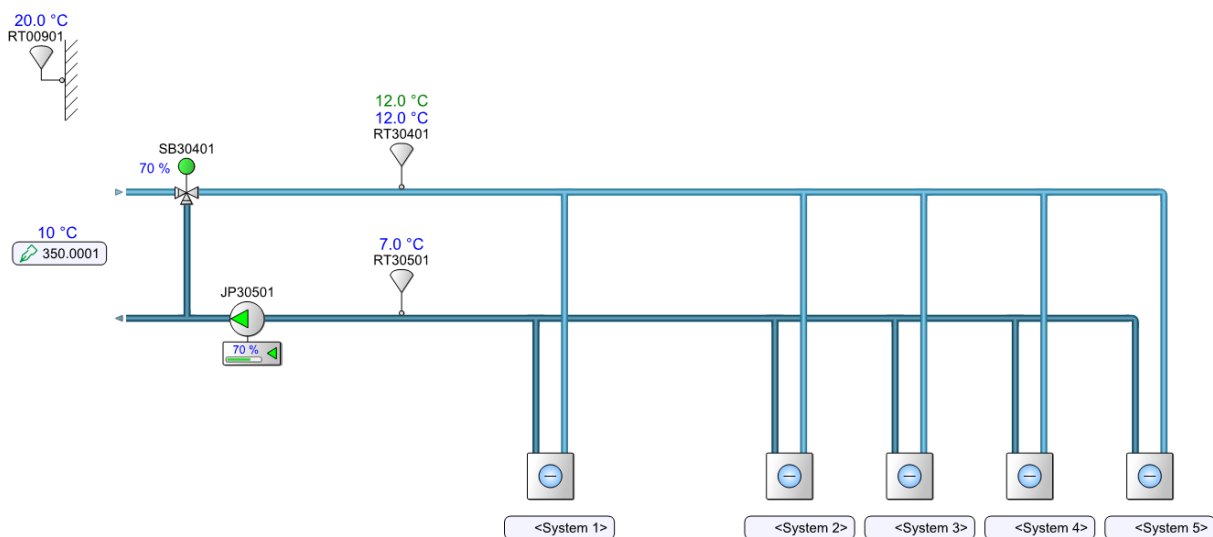 20.0 °C
RT00901
12.0 °C
12.0 °C
RT30401
SB30401
70 %
10 °C
350.0001
7.0 °C
RT30501
JP30501
70 %
<System 1>
<System 2>
<System 3>
<System 4>
<System 5>